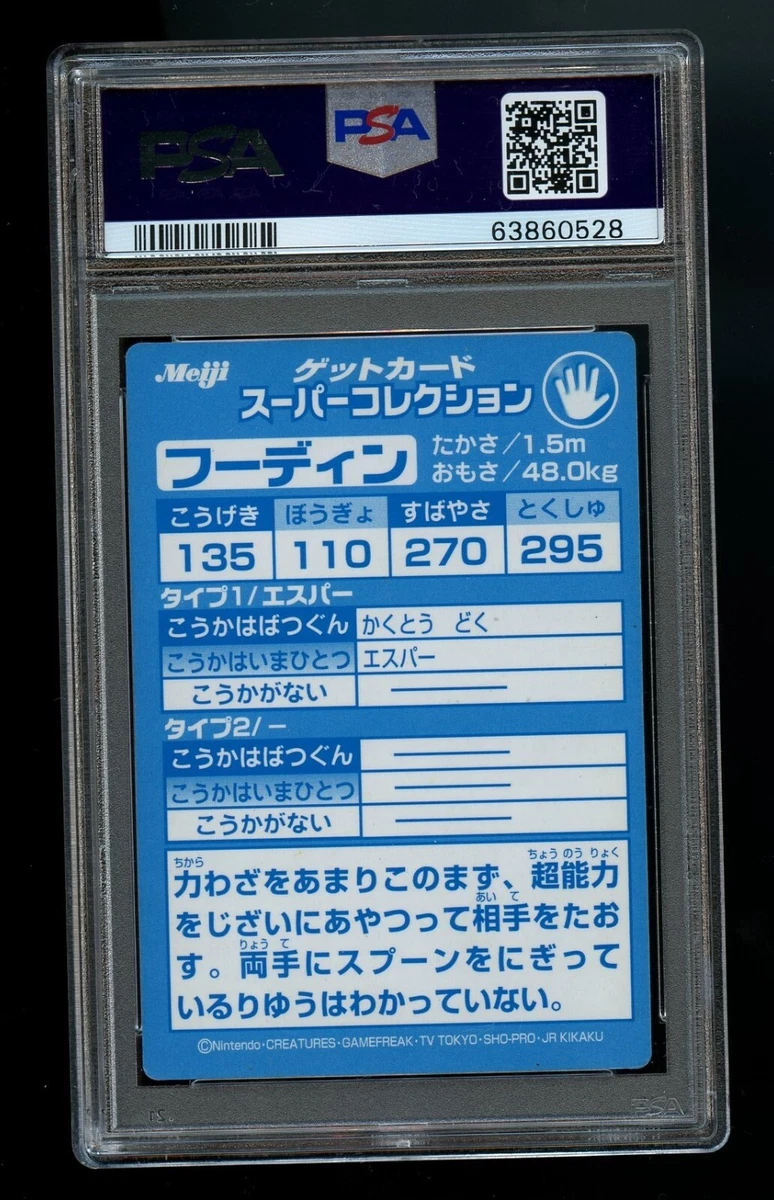 PSA
PSA
63860528
Meiji
ゲットカード
スーパーコレクション
フーディン
たかさ/1.5m
おもさ/48.0kg
こうげき ぼうぎょ すばやさ とくしゅ
135 110 270 295
タイプ1/エスパー
こうかはばつぐん かくとう どく
こうかはいまひとつ エスパー
こうかがない ―
タイプ2/ー
こうかはばつぐん ―
こうかはいまひとつ ―
こうかがない ―
ちから ちょう のう りょく
力わざをあまりこのまず、超能力
あい て
をじざいにあやつって相手をたお
りょう て
す。両手にスプーンをにぎって
いるりゆうはわかっていない。
©Nintendo・CREATURES・GAMEFREAK・TV TOKYO・SHO-PRO・JR KIKAKU
PSA